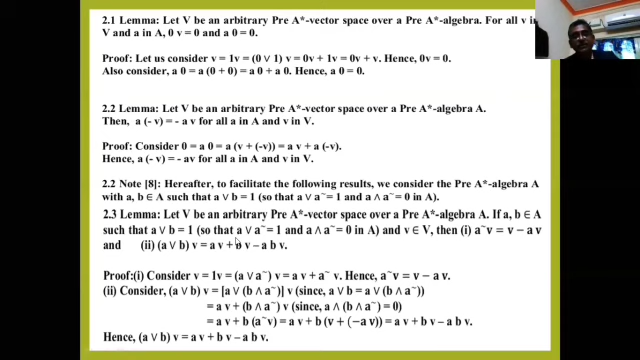 2.1 Lemma: Let V be an arbitrary Pre A*-vector space over a Pre A*-algebra. For all v in
V and a in A, 0 v = 0 and a 0 = 0.
Proof: Let us consider v = 1v = (0 ∨ 1) v = 0v + 1v = 0v + v. Hence, 0v = 0.
Also consider, a 0 = a (0 + 0) = a 0 + a 0. Hence, a 0 = 0.
2.2 Lemma: Let V be an arbitrary Pre A*-vector space over a Pre A*-algebra A.
Then, a (- v) = - a v for all a in A and v in V.
Proof: Consider 0 = a 0 = a (v + (-v)) = a v + a (-v).
Hence, a (- v) = - av for all a in A and v in V.
2.2 Note [8]: Hereafter, to facilitate the following results, we consider the Pre A*-algebra A
with a, b ∈ A such that a ∨ b = 1 (so that a ∨ a~ = 1 and a ∧ a~ = 0 in A).
2.3 Lemma: Let V be an arbitrary Pre A*-vector space over a Pre A*-algebra A. If a, b ∈ A
such that a ∨ b = 1 (so that a ∨ a~ = 1 and a ∧ a~ = 0 in A) and v ∈ V, then (i) a~v = v − a v
and (ii) (a ∨ b) v = a v + b v − a b v.
Proof:(i) Consider v = 1v = (a ∨ a~) v = a v + a~ v. Hence, a~v = v − a v.
(ii) Consider, (a ∨ b) v = [a ∨ (b ∧ a~)] v (since, a ∨ b = a ∨ (b ∧ a~))
= a v + (b ∧ a~) v (since, a ∧ (b ∧ a~) = 0)
= a v + b (a~v) = a v + b (v + (−a v)) = a v + b v − a b v.
Hence, (a ∨ b) v = a v + b v − a b v.